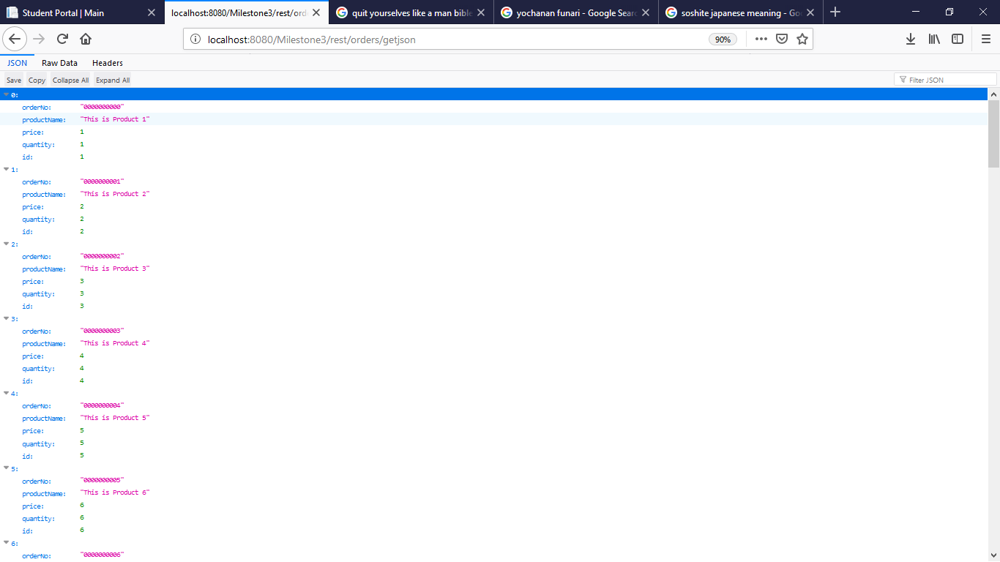 Student Portal | Main
localhost:8080/Milestone3/rest/ord
quit yourselves like a man bible
yochanan funari - Google Sear
soshite japanese meaning - Go
localhost:8080/Milestone3/rest/orders/getjson
90%
JSON Raw Data Headers
Save Copy Collapse All Expand All
Filter JSON
0:
orderNo: "0000000000"
productName: "This is Product 1"
price: 1
quantity: 1
id: 1
1:
orderNo: "0000000001"
productName: "This is Product 2"
price: 2
quantity: 2
id: 2
2:
orderNo: "0000000002"
productName: "This is Product 3"
price: 3
quantity: 3
id: 3
3:
orderNo: "0000000003"
productName: "This is Product 4"
price: 4
quantity: 4
id: 4
4:
orderNo: "0000000004"
productName: "This is Product 5"
price: 5
quantity: 5
id: 5
5:
orderNo: "0000000005"
productName: "This is Product 6"
price: 6
quantity: 6
id: 6
6:
orderNo: "0000000006"